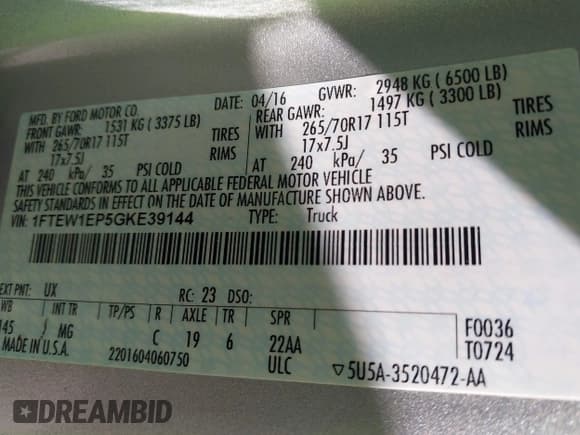 MFD. BY FORD MOTOR CO. DATE: 04/16 GVWR: 2948 KG ( 6500 LB)
FRONT GAWR: 1531 KG ( 3375 LB) REAR GAWR: 1497 KG ( 3300 LB)
WITH 265/70R17 115T TIRES WITH 265/70R17 115T TIRES
17x7.5J RIMS 17x7.5J RIMS
AT 240 kPa/ 35 PSI COLD AT 240 kPa/ 35 PSI COLD
THIS VEHICLE CONFORMS TO ALL APPLICABLE FEDERAL MOTOR VEHICLE
SAFETY STANDARDS IN EFFECT ON THE DATE OF MANUFACTURE SHOWN ABOVE.
VIN: 1FTEW1EP5GKE39144 TYPE: Truck
EXT PNT: UX RC: 23 DSO:
WB INT TR TP/PS R AXLE TR SPR F0036
145 MG C 19 6 22AA T0724
MADE IN U.S.A. 2201604060750 ULC ▽5U5A-3520472-AA
DREAMBID